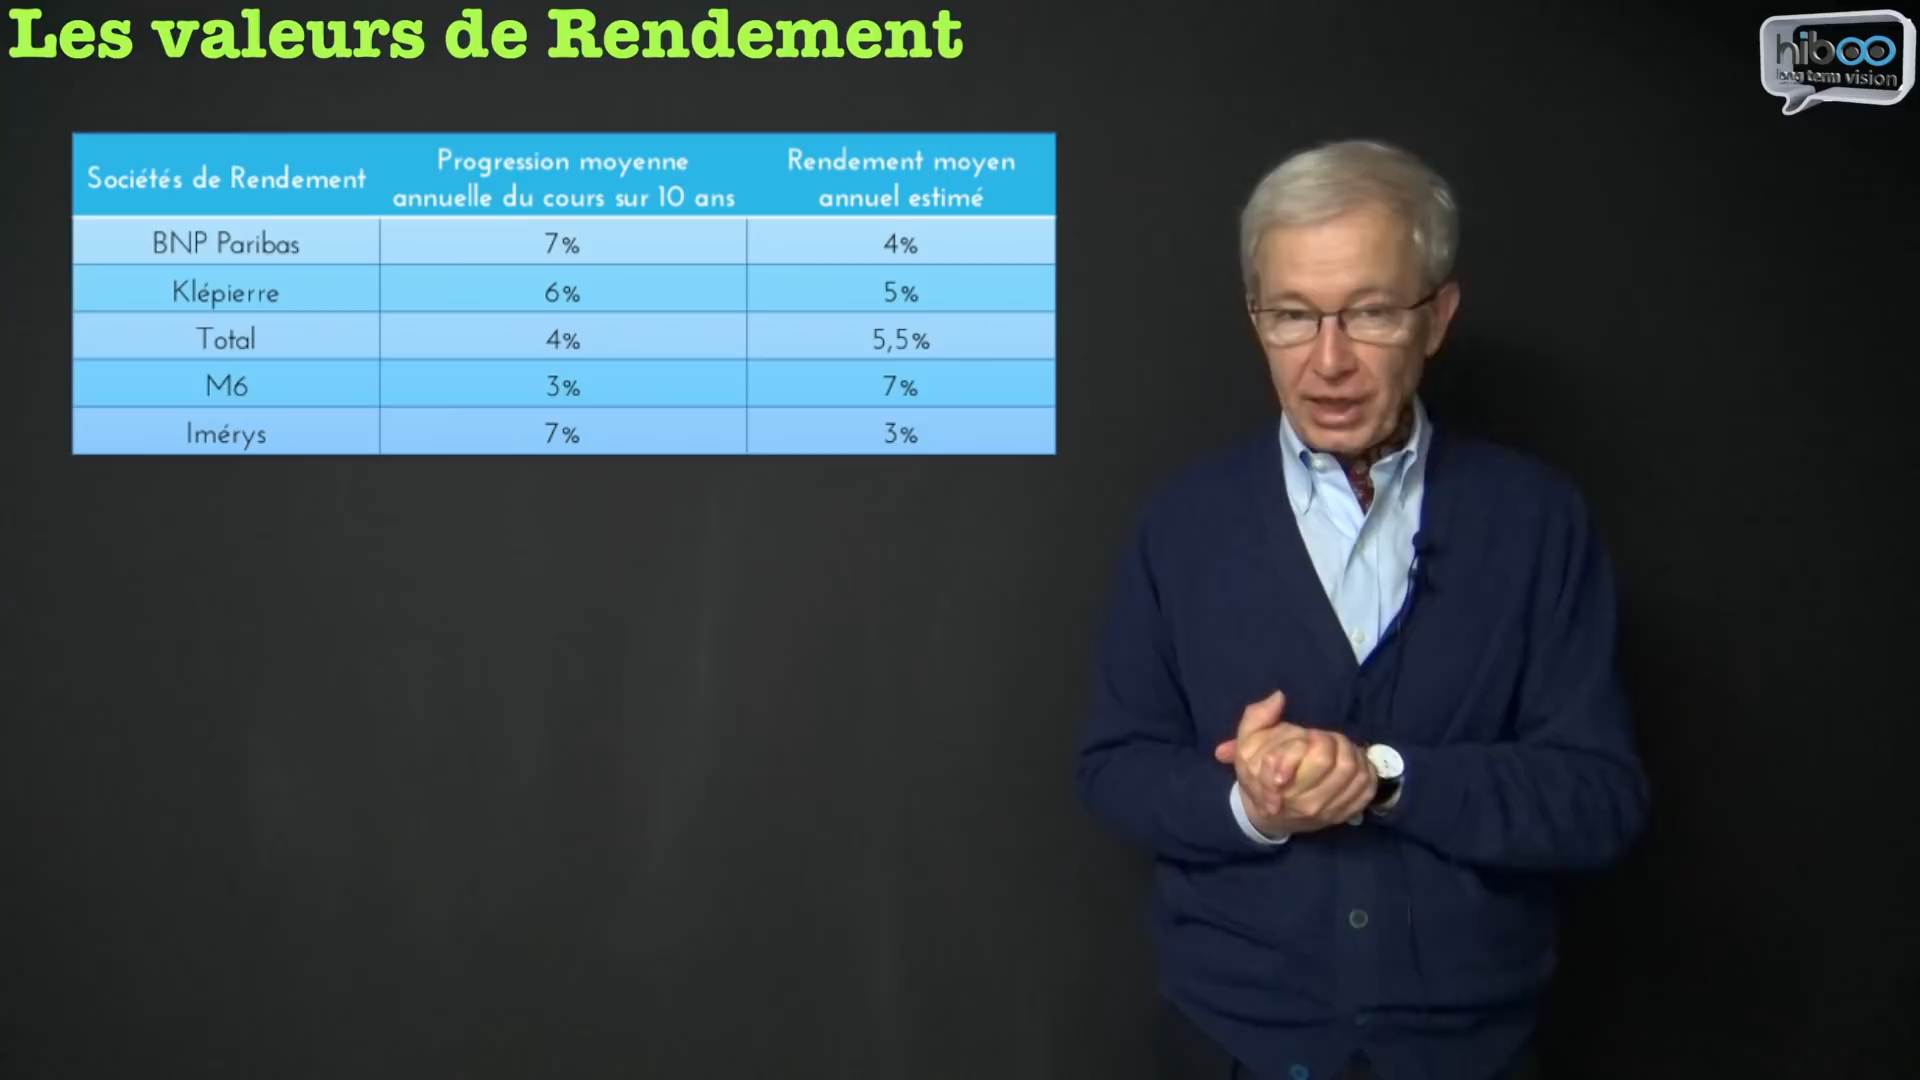 Les valeurs de Rendement
hiboo
long term vision
Sociétés de Rendement
Progression moyenne
annuelle du cours sur 10 ans
Rendement moyen
annuel estimé
BNP Paribas 7% 4%
Klépierre 6% 5%
Total 4% 5,5%
M6 3% 7%
Imérys 7% 3%